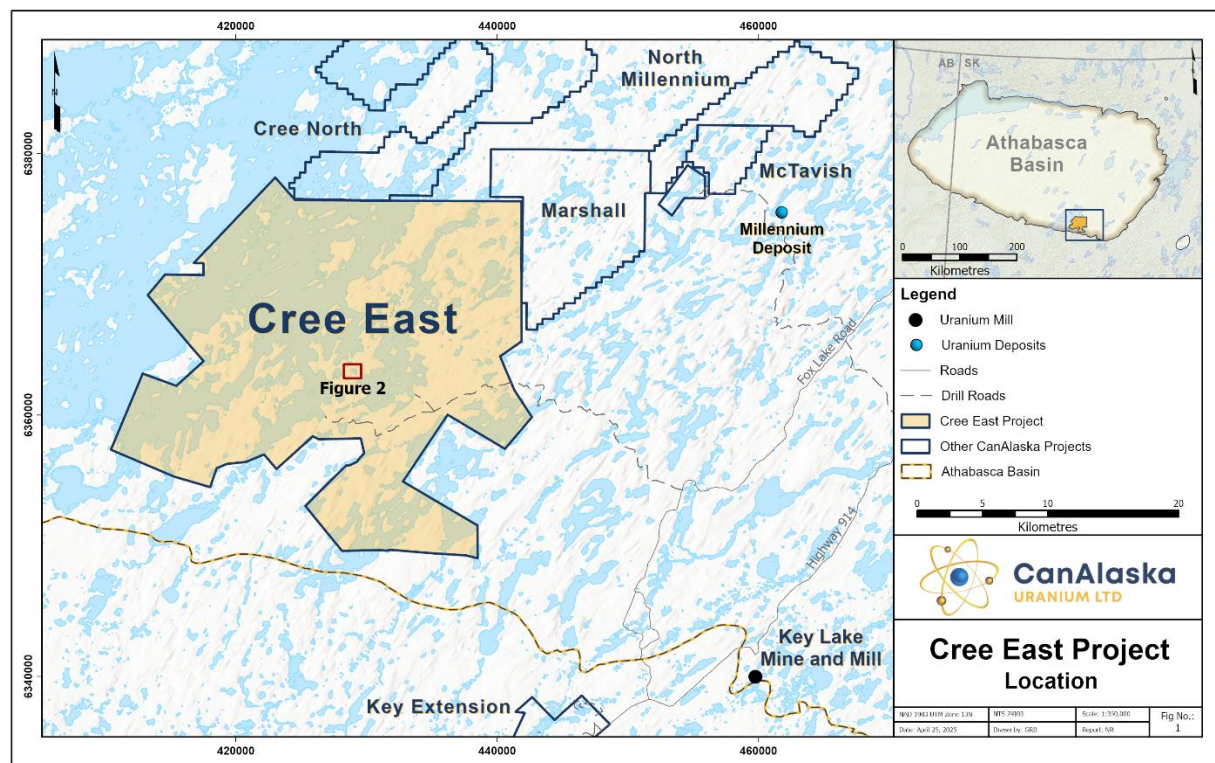 420000
440000
460000
6380000
6360000
6340000
N
Cree North
North
Millennium
McTavish
Marshall
Millennium
Deposit
Cree East
Figure 2
Fox Lake Road
Highway 914
Key Lake
Mine and Mill
Key Extension
420000
440000
460000
AB SK
Athabasca
Basin
0 100 200
Kilometres
Legend
Uranium Mill
Uranium Deposits
Roads
Drill Roads
Cree East Project
Other CanAlaska Projects
Athabasca Basin
0 5 10 20
Kilometres
CanAlaska
URANIUM LTD
Cree East Project
Location
NAD 1983 UTM Zone 13N
Scale: 1:350,000
Fig No.:
1
Date: April 25, 2025
Drawn by: GRD
Report: NR